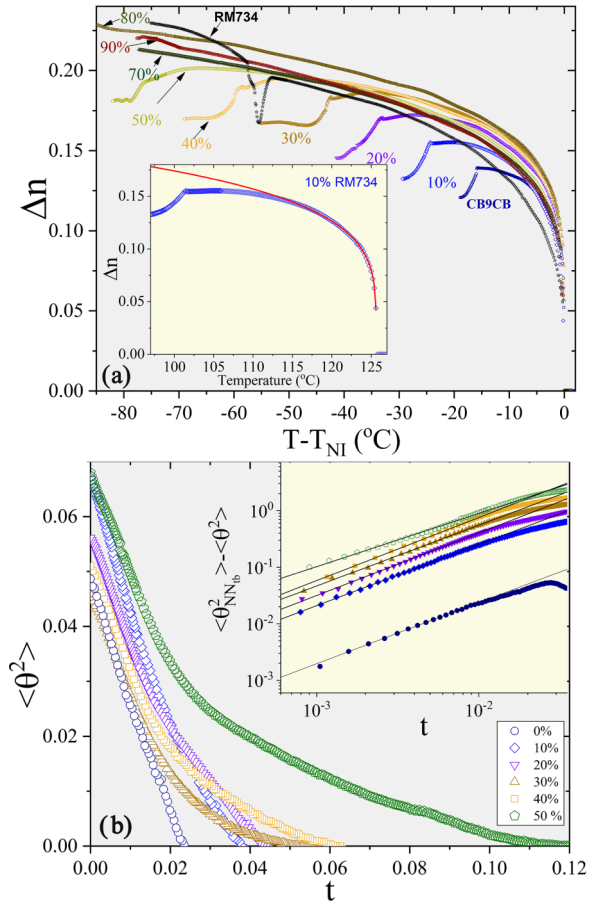 80%
RM734
90%
70%
50%
40%
30%
20%
10%
CB9CB
0.20
0.15
0.10
0.05
0.00
Δn
10% RM734
0.20
0.15
0.10
0.05
0.00
Δn
100 105 110 115 120 125
Temperature (°C)
(a)
-80 -70 -60 -50 -40 -30 -20 -10 0
T-TNI (°C)
0.06
0.04
0.02
0.00
<θ²>
10⁰
10⁻¹
10⁻²
10⁻³
<θ²NNtb>-<θ²>
10⁻³ 10⁻²
t
0%
10%
20%
30%
40%
50 %
(b)
0.00 0.02 0.04 0.06 0.08 0.10 0.12
t